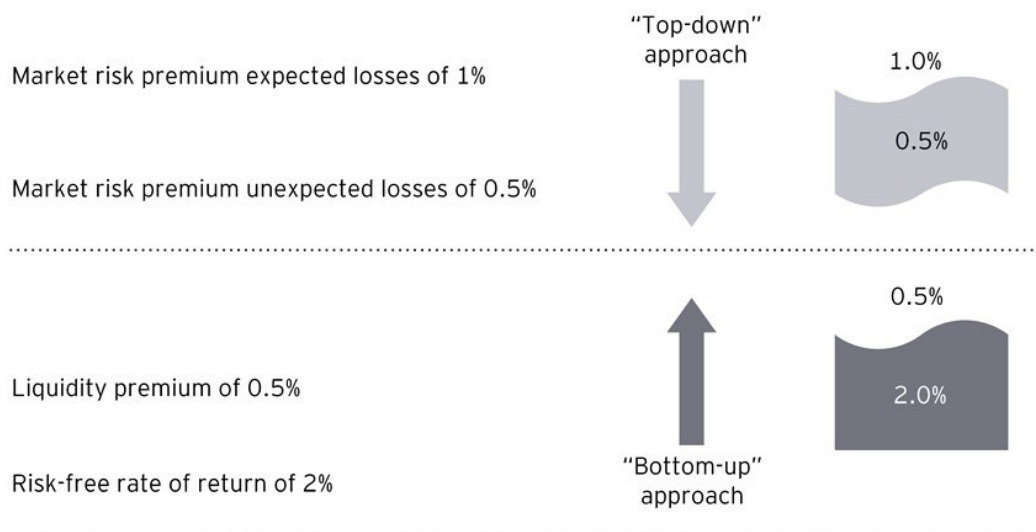 “Top-down”
approach
Market risk premium expected losses of 1%
1.0%
0.5%
Market risk premium unexpected losses of 0.5%
0.5%
Liquidity premium of 0.5%
2.0%
“Bottom-up”
approach
Risk-free rate of return of 2%